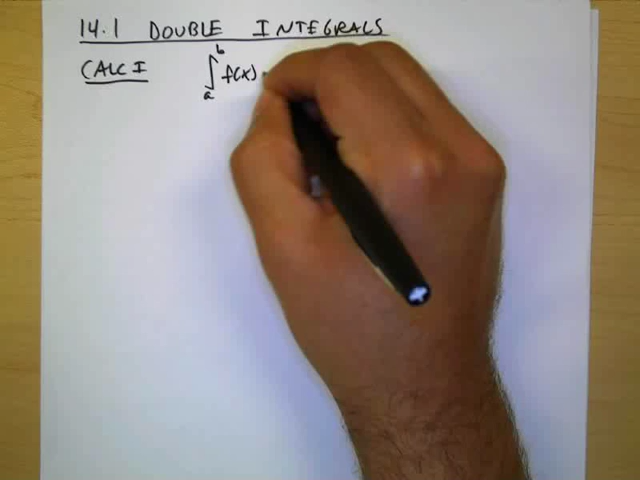 14.1 DOUBLE INTEGRALS
CALC I ∫_a^b f(x)